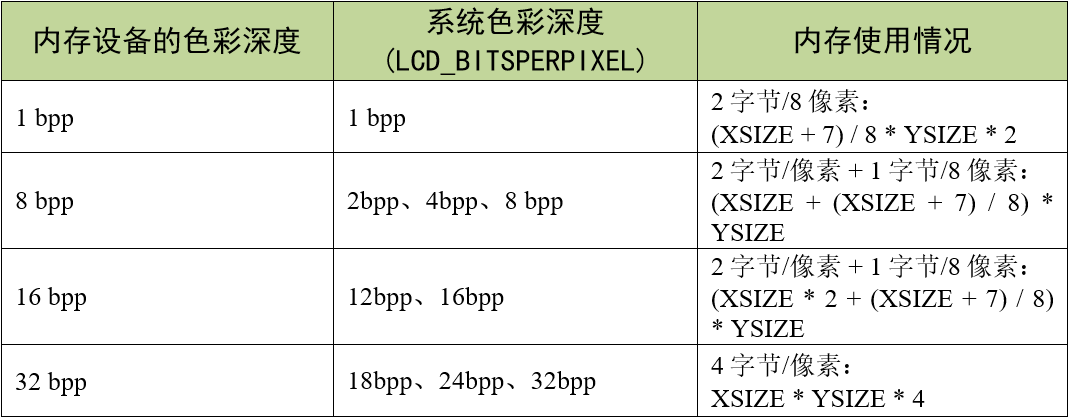 内存设备的色彩深度
系统色彩深度
(LCD_BITSPERPIXEL)
内存使用情况
1 bpp
1 bpp
2 字节/8 像素：
(XSIZE + 7) / 8 * YSIZE * 2
8 bpp
2bpp、4bpp、8 bpp
2 字节/像素 + 1 字节/8 像素：
(XSIZE + (XSIZE + 7) / 8) *
YSIZE
16 bpp
12bpp、16bpp
2 字节/像素 + 1 字节/8 像素：
(XSIZE * 2 + (XSIZE + 7) / 8)
* YSIZE
32 bpp
18bpp、24bpp、32bpp
4 字节/像素：
XSIZE * YSIZE * 4